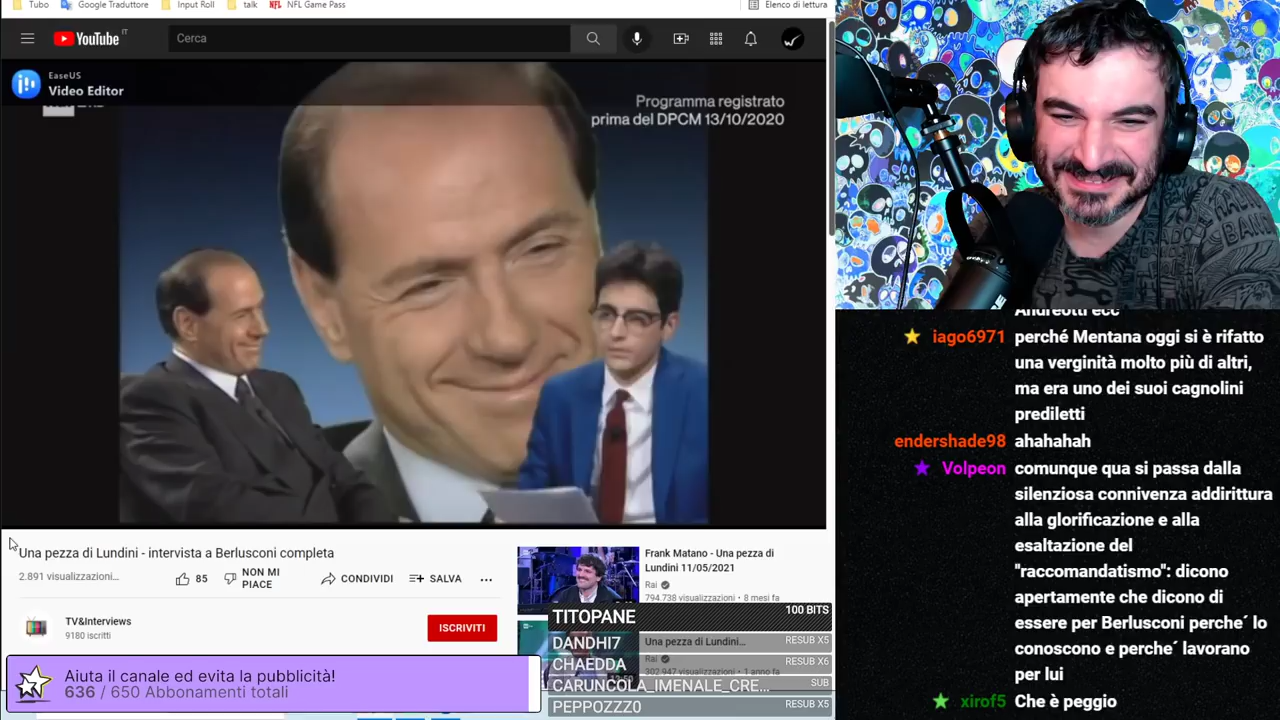 Tubo
Google Traduttore
Input Roll
talk
NFL Game Pass
Elenco di lettura
YouTube IT
Cerca
EaseUS
Video Editor
Programma registrato
prima del DPCM 13/10/2020
Una pezza di Lundini - intervista a Berlusconi completa
2.891 visualizzazioni...
85
NON MI
PIACE
CONDIVIDI
SALVA
TV&Interviews
9180 iscritti
ISCRIVITI
Frank Matano - Una pezza di
Lundini 11/05/2021
Rai
794.738 visualizzazioni • 8 mesi fa
Una pezza di Lundini...
Rai
302.947 visualizzazioni • 1 anno fa
TITOPANE 100 BITS
DANDHI7 RESUB X5
CHAEDDA RESUB X6
CARUNCOLA_IMENALE_CRE... SUB
PEPPOZZZ0 RESUB X5
Aiuta il canale ed evita la pubblicità!
636 / 650 Abbonamenti totali
Andreotti ecc
iago6971 perché Mentana oggi si è rifatto
una verginità molto più di altri,
ma era uno dei suoi cagnolini
prediletti
endershade98 ahahahah
Volpeon comunque qua si passa dalla
silenziosa connivenza addirittura
alla glorificazione e alla
esaltazione del
"raccomandatismo": dicono
apertamente che dicono di
essere per Berlusconi perche´ lo
conoscono e perche´ lavorano
per lui
xirof5 Che è peggio